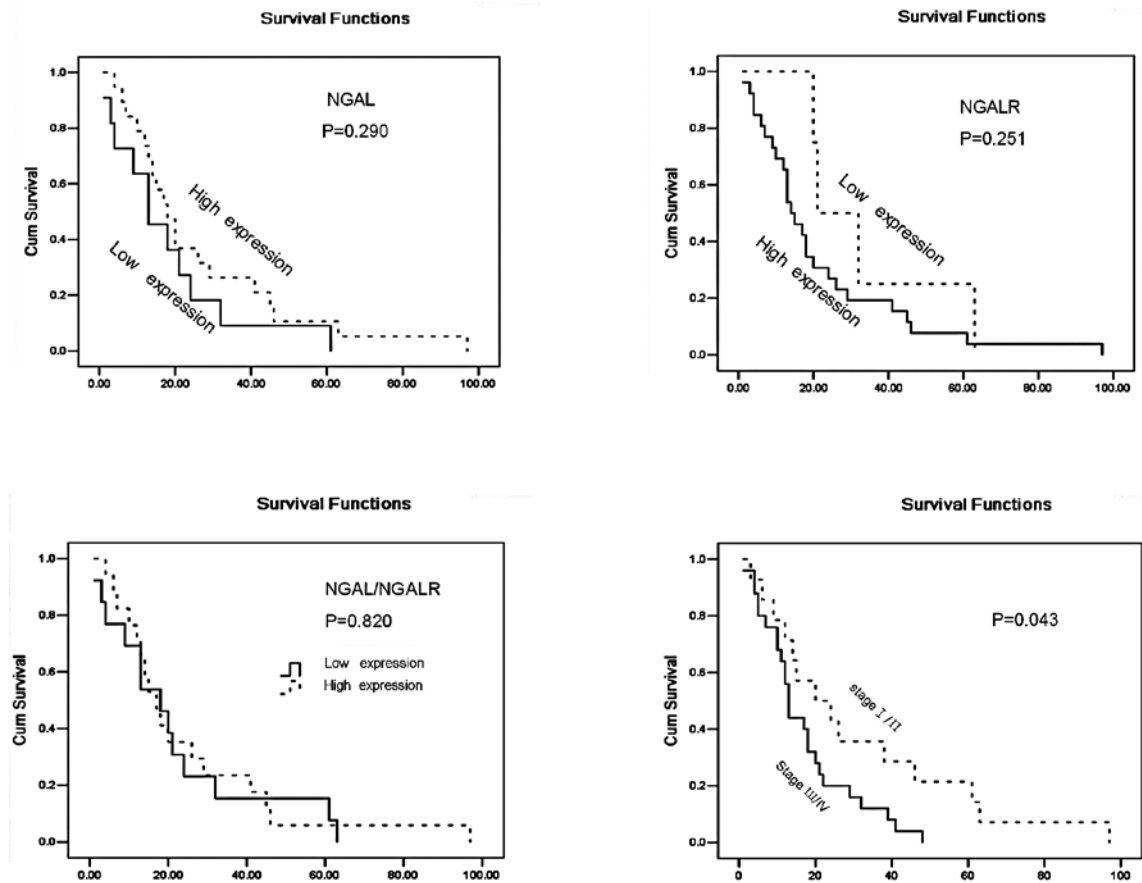 Survival Functions
NGAL
P=0.290
High expression
Low expression
Cum Survival
1.0
0.8
0.6
0.4
0.2
0.0
0.00 20.00 40.00 60.00 80.00 100.00
Survival Functions
NGALR
P=0.251
Low expression
High expression
Cum Survival
1.0
0.8
0.6
0.4
0.2
0.0
0.00 20.00 40.00 60.00 80.00 100.00
Survival Functions
NGAL/NGALR
P=0.820
Low expression
High expression
Cum Survival
1.0
0.8
0.6
0.4
0.2
0.0
0.00 20.00 40.00 60.00 80.00 100.00
Survival Functions
P=0.043
stage I/II
Stage III/IV
Cum Survival
1.0
0.8
0.6
0.4
0.2
0.0
0 20 40 60 80 100